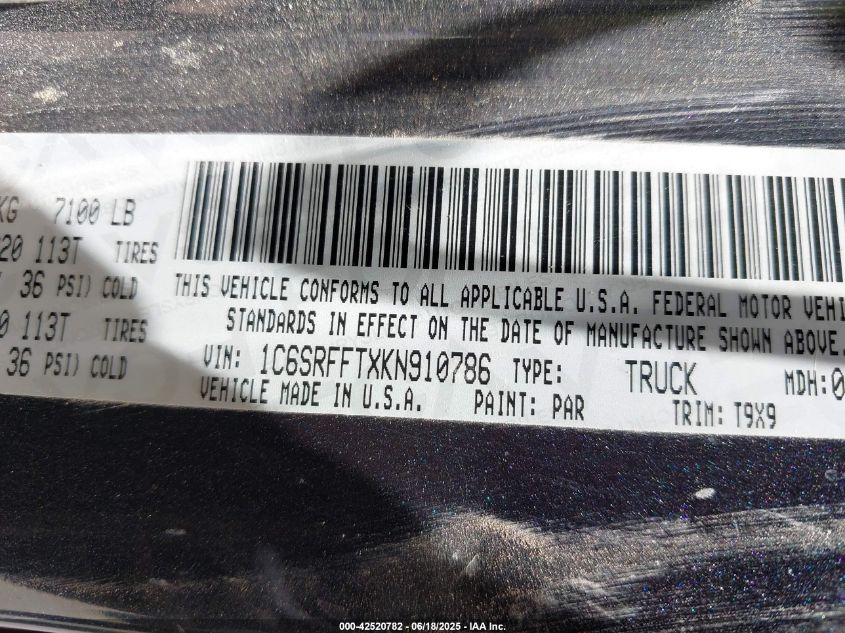 KG 7100 LB
20 113T TIRES
36 PSI) COLD
0 113T TIRES
36 PSI) COLD
THIS VEHICLE CONFORMS TO ALL APPLICABLE U.S.A. FEDERAL MOTOR VEHI
STANDARDS IN EFFECT ON THE DATE OF MANUFACTURE SHOWN ABOVE.
VIN: 1C6SRFFTXKN910786 TYPE: TRUCK MDH:0
VEHICLE MADE IN U.S.A. PAINT: PAR TRIM: T9X9
000-42520782 - 06/18/2025 - IAA Inc.